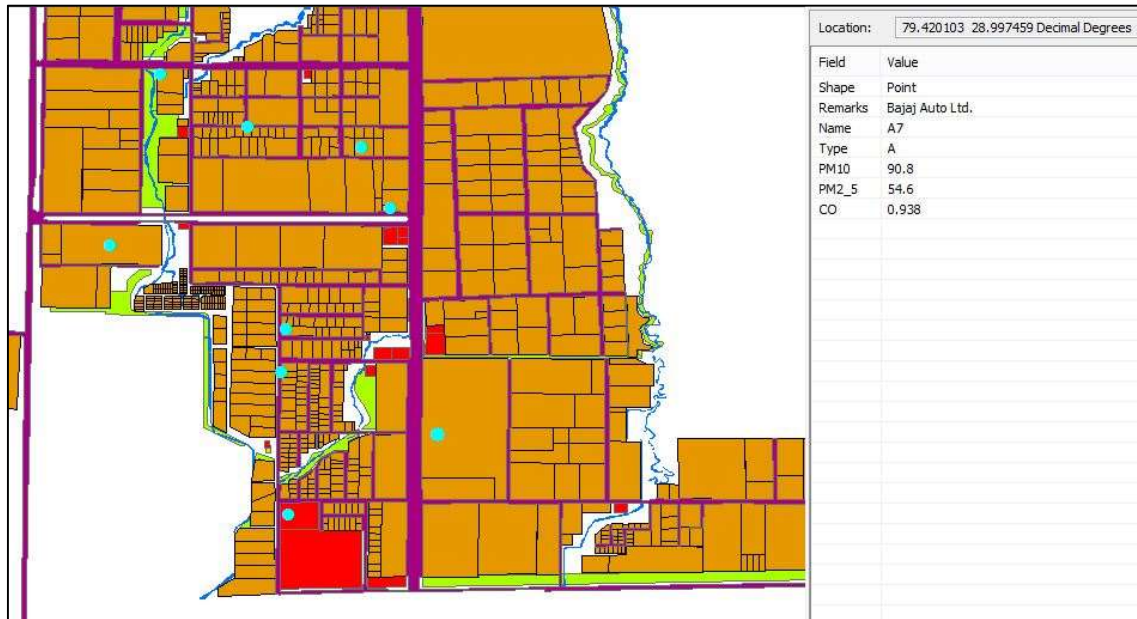 Location: 79.420103 28.997459 Decimal Degrees
Field Value
Shape Point
Remarks Bajaj Auto Ltd.
Name A7
Type A
PM10 90.8
PM2_5 54.6
CO 0.938